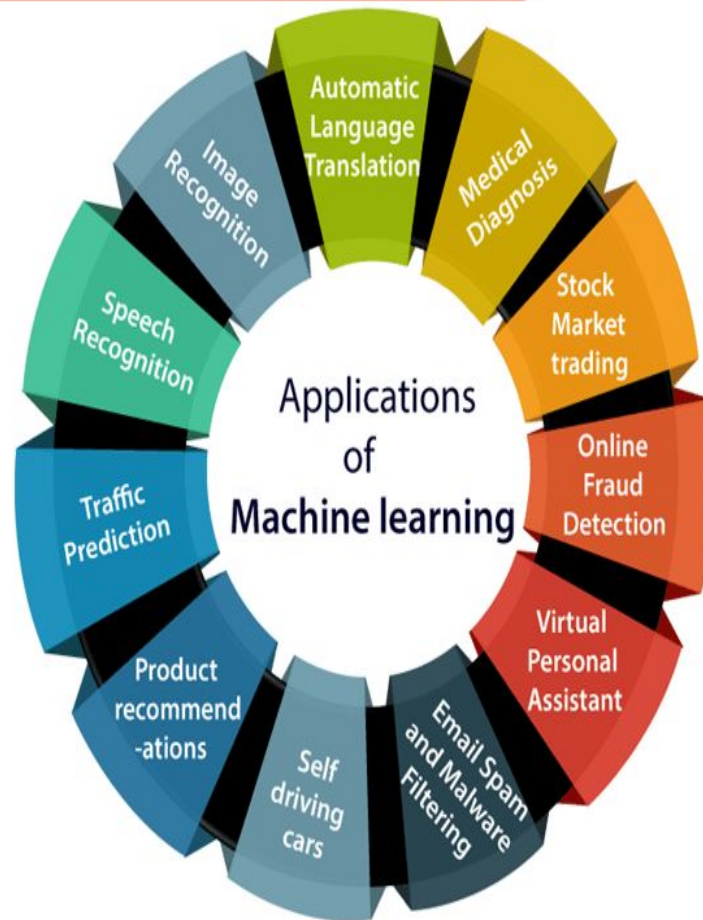 Applications
of
Machine learning
Automatic
Language
Translation
Medical
Diagnosis
Stock
Market
trading
Online
Fraud
Detection
Virtual
Personal
Assistant
Email Spam
and Malware
Filtering
Self
driving
cars
Product
recommend
-ations
Traffic
Prediction
Speech
Recognition
Image
Recognition